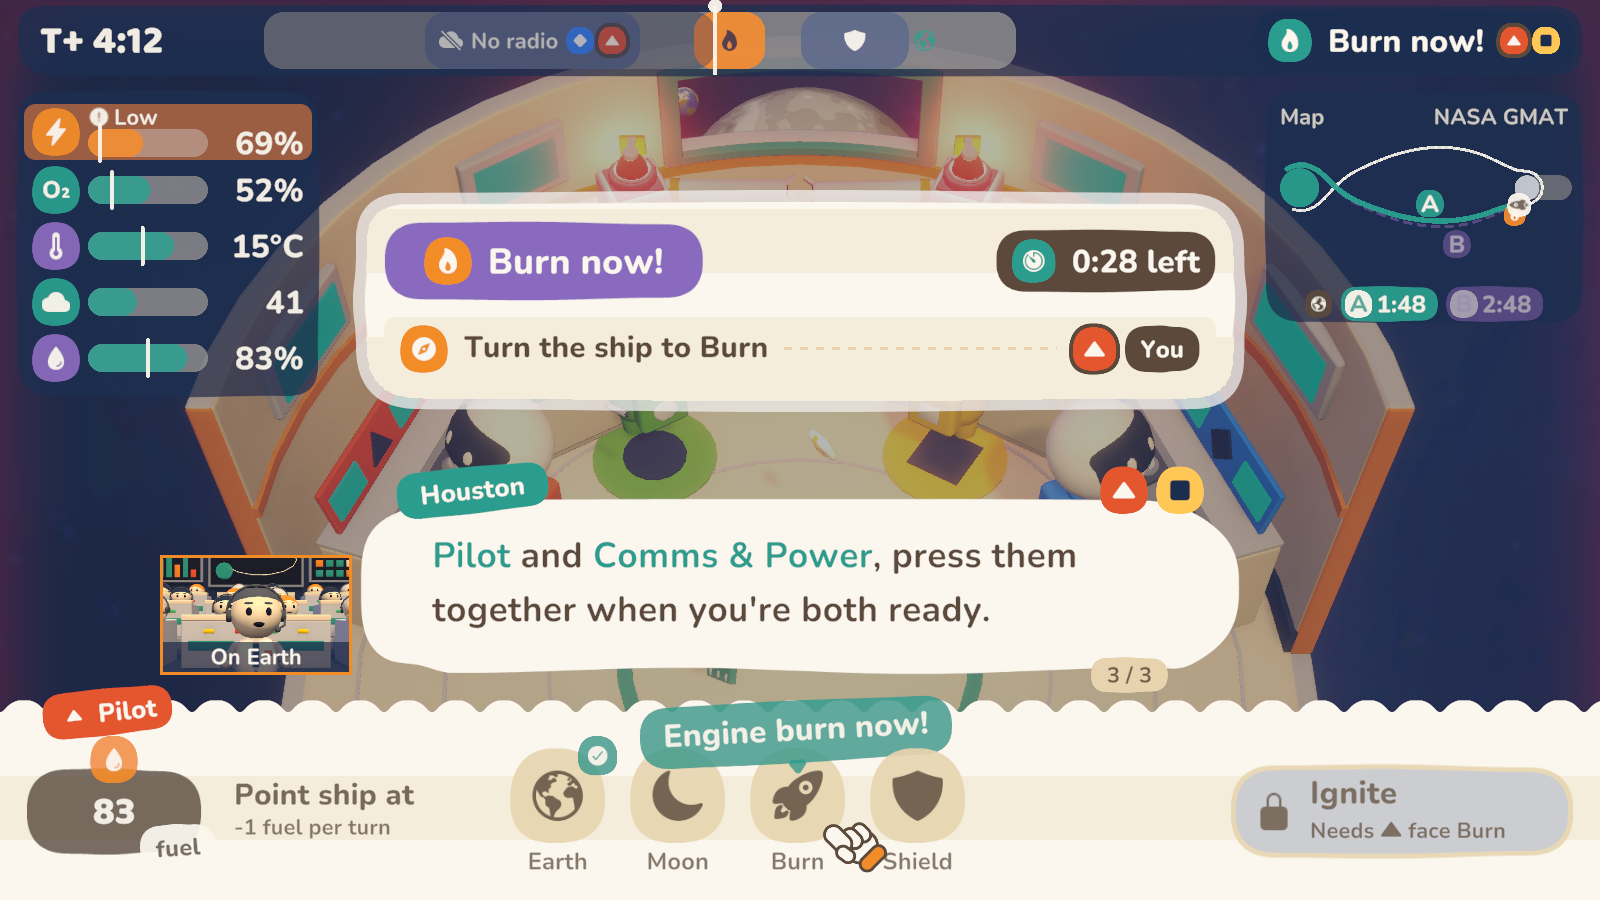 T+ 4:12
No radio
Burn now!
Low
69%
O₂
52%
15°C
41
83%
Map
NASA GMAT
A
B
A 1:48
B 2:48
Burn now!
0:28 left
Turn the ship to Burn
You
Houston
Pilot and Comms & Power, press them
together when you're both ready.
3 / 3
On Earth
Pilot
83
fuel
Point ship at
-1 fuel per turn
Engine burn now!
Earth
Moon
Burn
Shield
Ignite
Needs ▲ face Burn